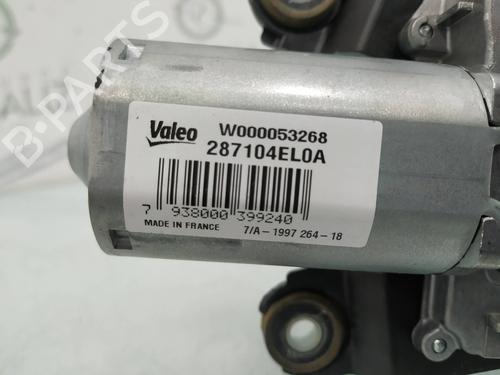 B-PARTS
Valeo W000053268
287104EL0A
7 938000 399240
MADE IN FRANCE 7/A-1997 264-18